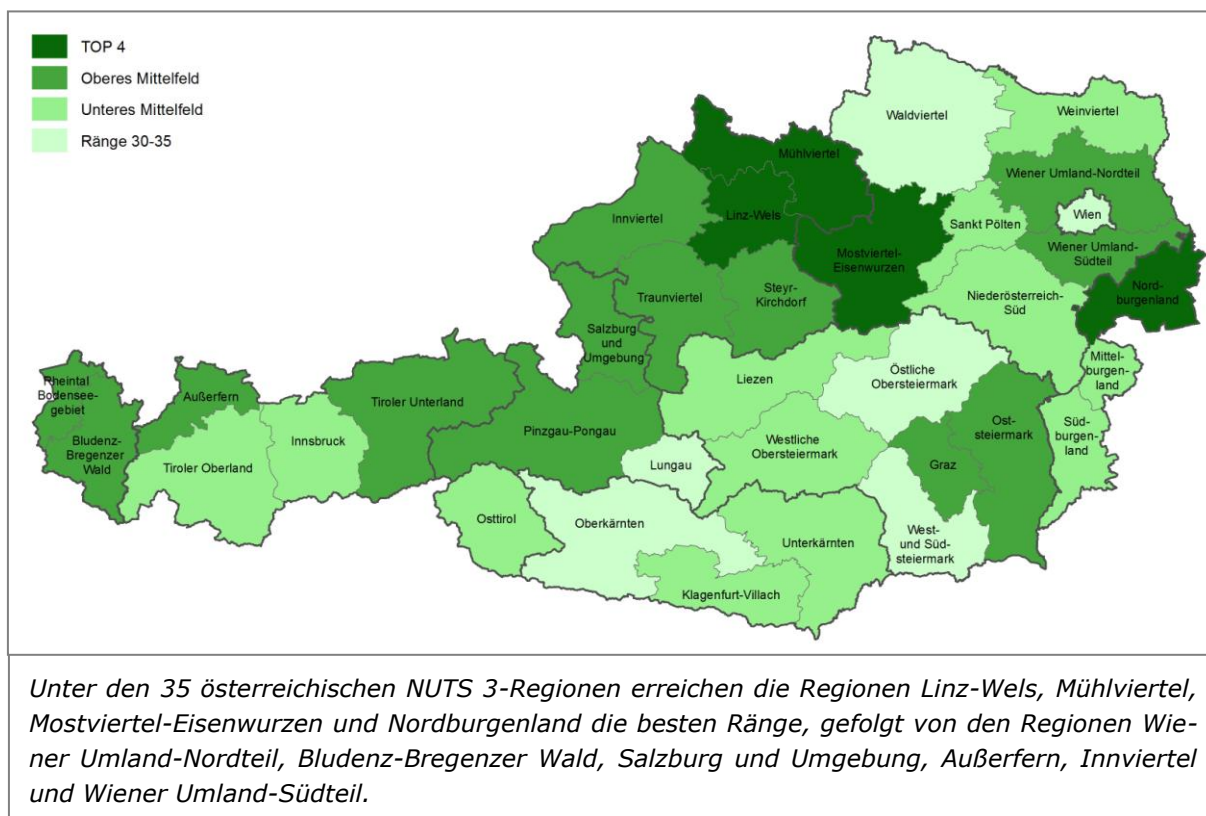 TOP 4
Oberes Mittelfeld
Unteres Mittelfeld
Ränge 30-35
Waldviertel
Weinviertel
Mühlviertel
Wiener Umland-Nordteil
Linz-Wels
Innviertel
Wien
Sankt Pölten
Mostviertel-
Eisenwurzen
Wiener Umland-
Südteil
Steyr-
Kirchdorf
Traunviertel
Nord-
burgenland
Niederösterreich-
Süd
Salzburg
und
Umgebung
Mittel-
burgen-
land
Östliche
Obersteiermark
Liezen
Rheintal
Bodensee-
gebiet
Außerfern
Tiroler Unterland
Ost-
steiermark
Süd-
burgen-
land
Pinzgau-Pongau
Bludenz-
Bregenzer
Wald
Innsbruck
Westliche
Obersteiermark
Tiroler Oberland
Lungau
Graz
Osttirol
Oberkärnten
West-
und Süd-
steiermark
Unterkärnten
Klagenfurt-Villach
Unter den 35 österreichischen NUTS 3-Regionen erreichen die Regionen Linz-Wels, Mühlviertel,
Mostviertel-Eisenwurzen und Nordburgenland die besten Ränge, gefolgt von den Regionen Wie-
ner Umland-Nordteil, Bludenz-Bregenzer Wald, Salzburg und Umgebung, Außerfern, Innviertel
und Wiener Umland-Südteil.